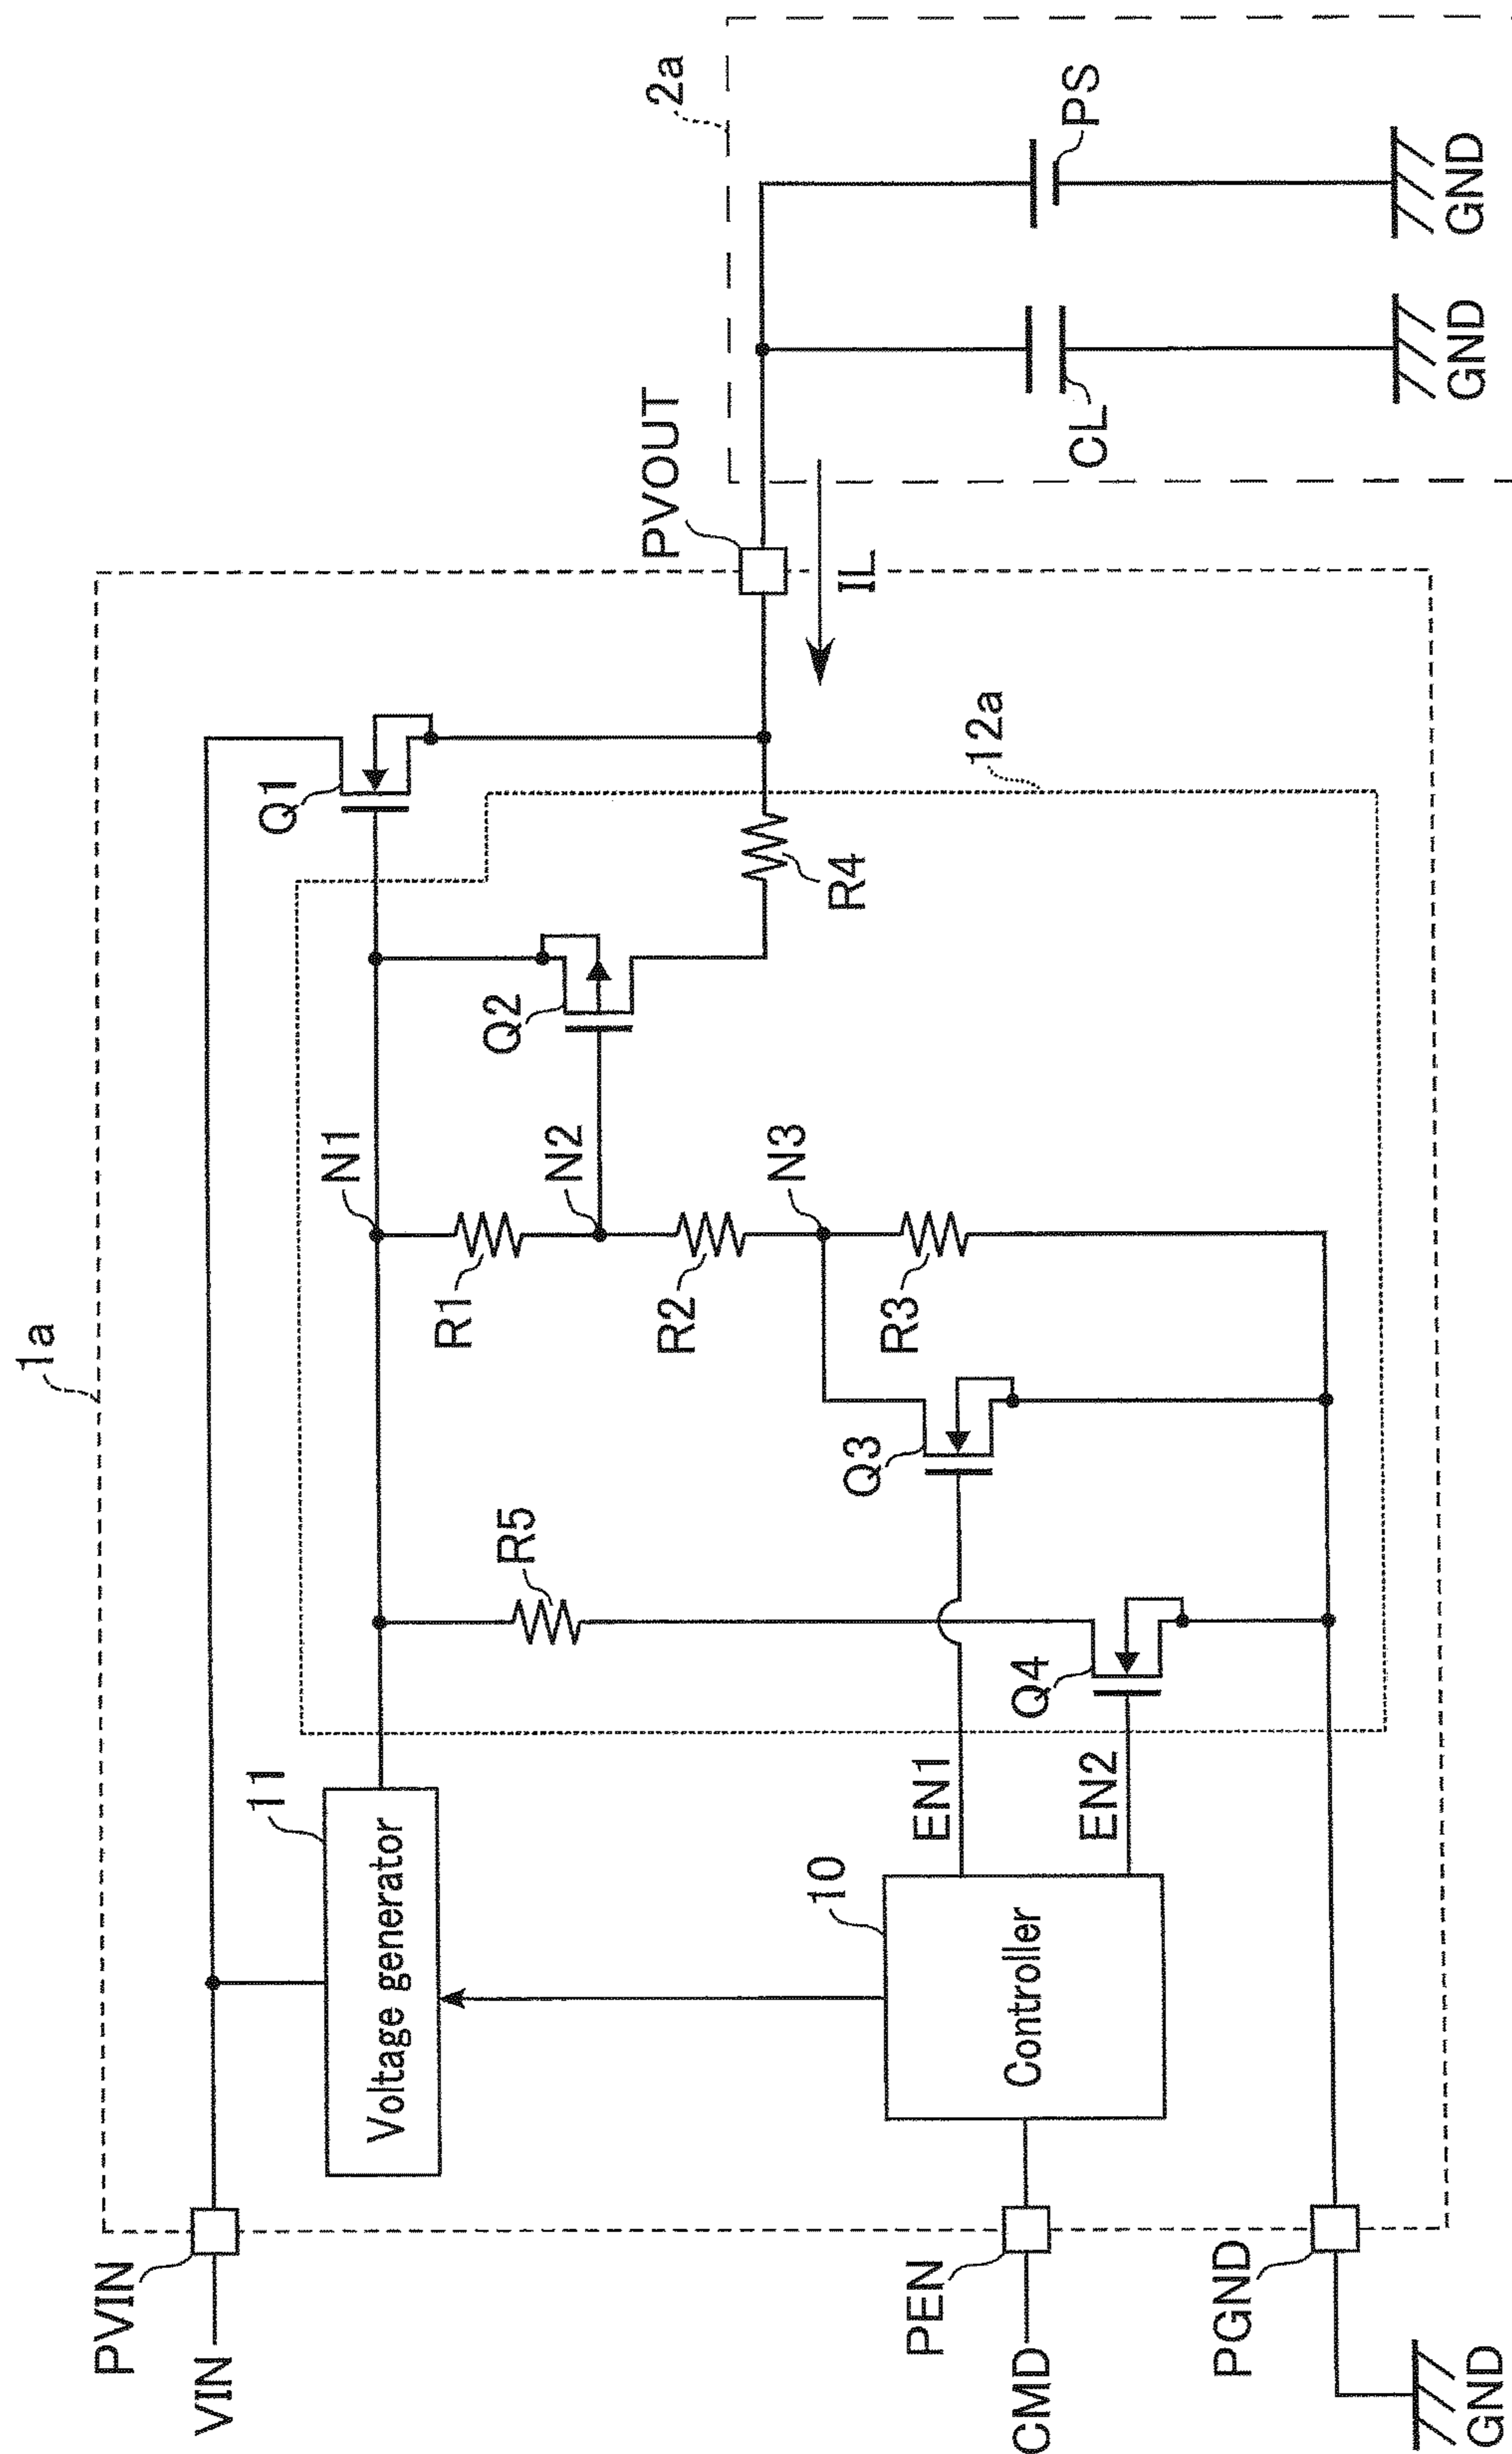 1a
2a
PVIN
VIN
11
Voltage generator
N1
Q1
R5
R1
N2
Q2
PVOUT
R2
N3
R4
IL
12a
10
Controller
EN1
EN2
Q3
R3
Q4
PEN
CMD
PGND
GND
CL
PS
GND
GND